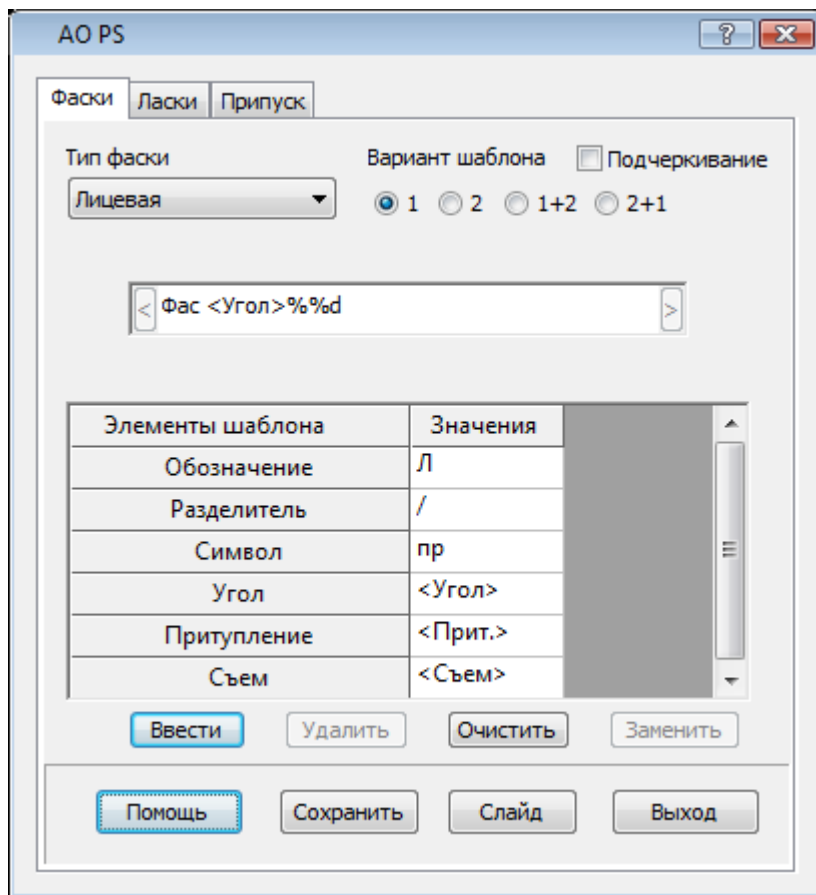 AO PS
Фаски Ласки Припуск
Тип фаски Вариант шаблона Подчеркивание
Лицевая 1 2 1+2 2+1
< Фас <Угол>%%d >
Элементы шаблона Значения
Обозначение Л
Разделитель /
Символ пр
Угол <Угол>
Притупление <Прит.>
Съем <Съем>
Ввести Удалить Очистить Заменить
Помощь Сохранить Слайд Выход